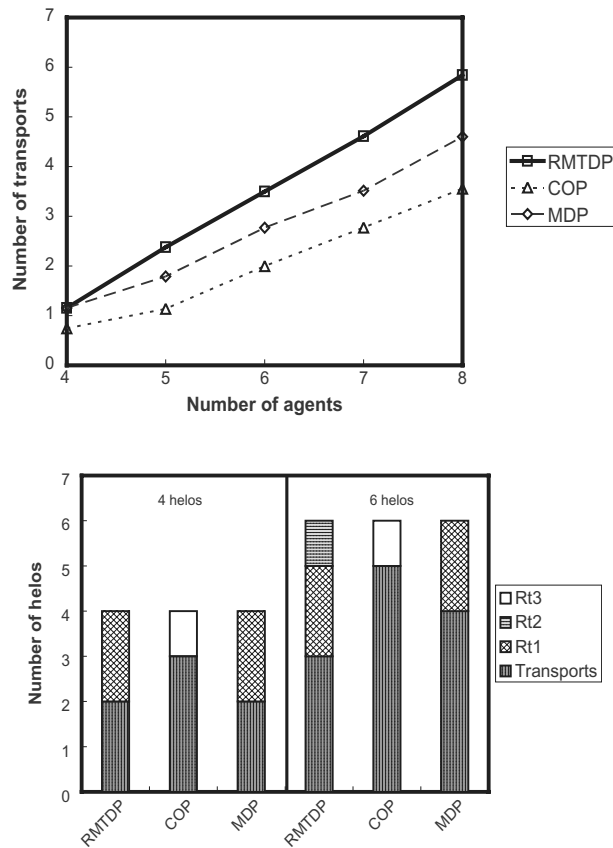 7
6
5
4
3
2
1
0
Number of transports
4 5 6 7 8
Number of agents
RMTDP
COP
MDP
7
6
5
4
3
2
1
0
Number of helos
4 helos 6 helos
RMTDP COP MDP RMTDP COP MDP
Rt3
Rt2
Rt1
Transports